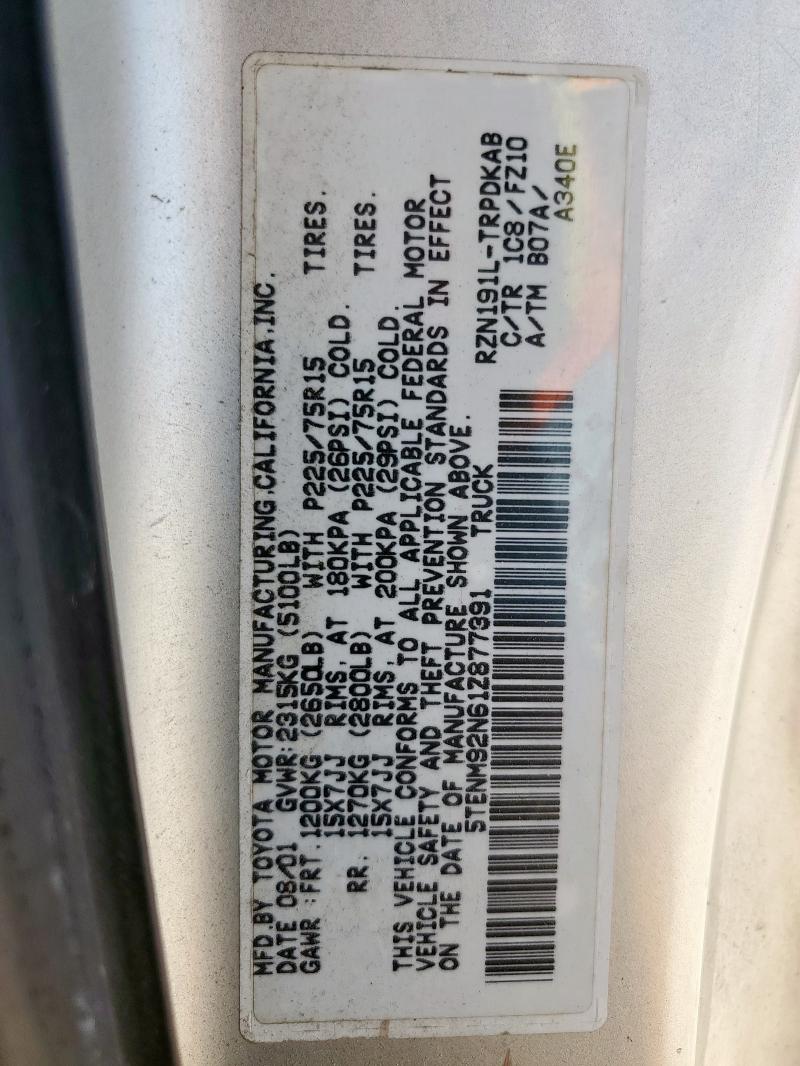 MFD.BY TOYOTA MOTOR MANUFACTURING,CALIFORNIA,INC.
DATE 08/01 GVWR:2315KG (5100LB)
GAWR :FRT.1200KG (2650LB) WITH P225/75R15 TIRES.
15X7JJ RIMS, AT 180KPA (26PSI) COLD.
RR. 1270KG (2800LB) WITH P225/75R15 TIRES.
15X7JJ RIMS, AT 200KPA (29PSI) COLD.
THIS VEHICLE CONFORMS TO ALL APPLICABLE FEDERAL MOTOR
VEHICLE SAFETY AND THEFT PREVENTION STANDARDS IN EFFECT
ON THE DATE OF MANUFACTURE SHOWN ABOVE.
5TENM92N61Z877391 TRUCK
RZN191L-TRPDKAB
C/TR 1C8/FZ10
A/TM B07A/
A340E